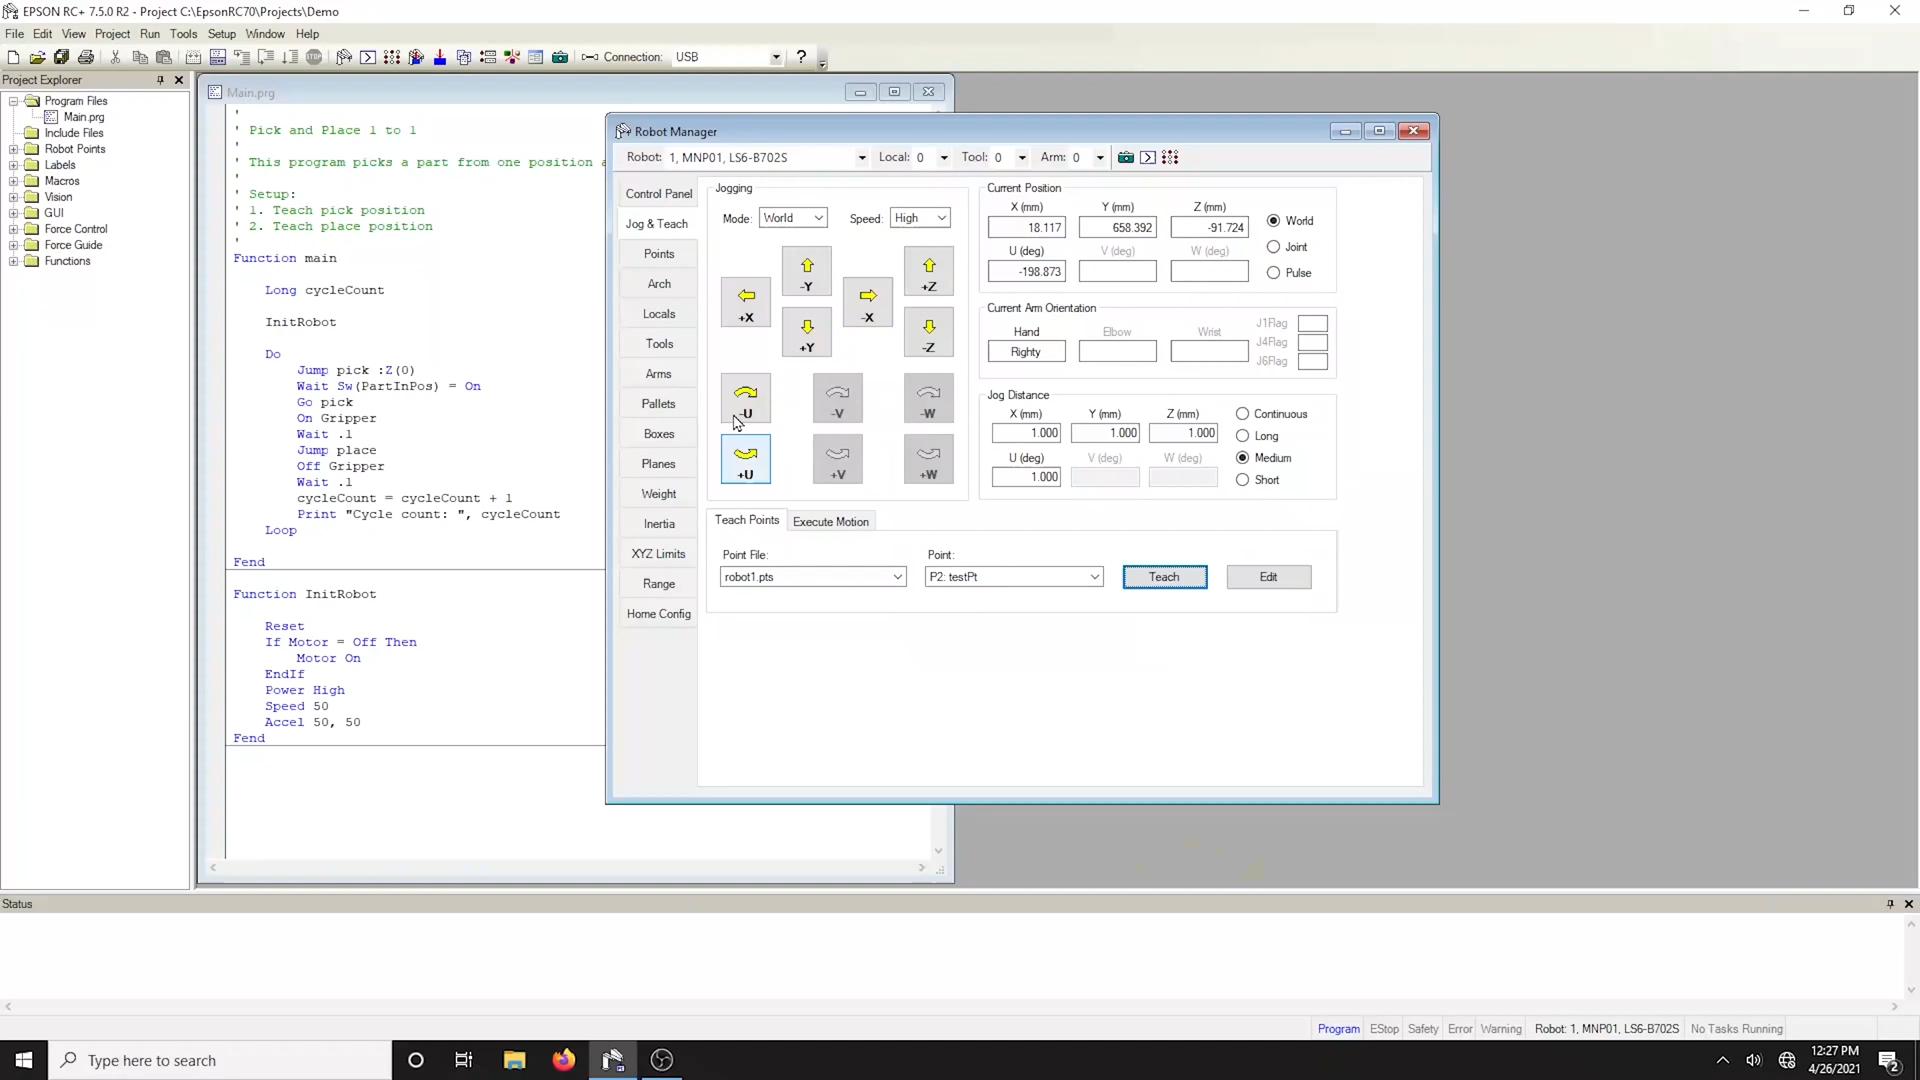 EPSON RC+ 7.5.0 R2 - Project C:\EpsonRC70\Projects\Demo
File Edit View Project Run Tools Setup Window Help
Connection: USB
Project Explorer
Program Files
Main.prg
Include Files
Robot Points
Labels
Macros
Vision
GUI
Force Control
Force Guide
Functions
Main.prg
'
' Pick and Place 1 to 1
'
' This program picks a part from one position a
'
' Setup:
' 1. Teach pick position
' 2. Teach place position
'
Function main
Long cycleCount
InitRobot
Do
Jump pick :Z(0)
Wait Sw(PartInPos) = On
Go pick
On Gripper
Wait .1
Jump place
Off Gripper
Wait .1
cycleCount = cycleCount + 1
Print "Cycle count: ", cycleCount
Loop
Fend
Function InitRobot
Reset
If Motor = Off Then
Motor On
EndIf
Power High
Speed 50
Accel 50, 50
Fend
Robot Manager
Robot: 1, MNP01, LS6-B702S Local: 0 Tool: 0 Arm: 0
Control Panel
Jog & Teach
Points
Arch
Locals
Tools
Arms
Pallets
Boxes
Planes
Weight
Inertia
XYZ Limits
Range
Home Config
Jogging
Mode: World Speed: High
-Y +Z
+X -X
+Y -Z
-U -V -W
+U +V +W
Current Position
X (mm) Y (mm) Z (mm)
18.117 658.392 -91.724
U (deg) V (deg) W (deg)
-198.873
World
Joint
Pulse
Current Arm Orientation
Hand Elbow Wrist
Righty
J1Flag
J4Flag
J6Flag
Jog Distance
X (mm) Y (mm) Z (mm)
1.000 1.000 1.000
U (deg) V (deg) W (deg)
1.000
Continuous
Long
Medium
Short
Teach Points Execute Motion
Point File: Point:
robot1.pts P2: testPt Teach Edit
Status
Program EStop Safety Error Warning Robot: 1, MNP01, LS6-B702S No Tasks Running
Type here to search
12:27 PM
4/26/2021
2